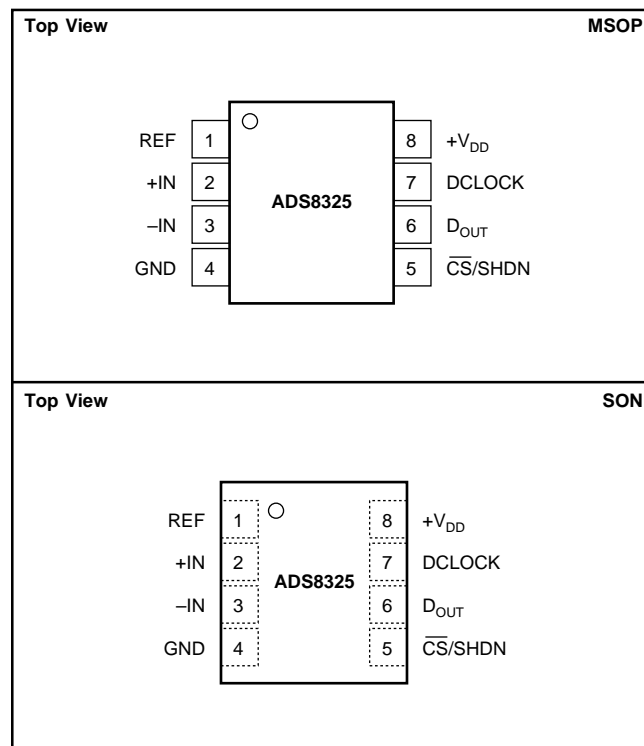 Top View MSOP
REF 1 8 +VDD
+IN 2 7 DCLOCK
ADS8325
–IN 3 6 DOUT
GND 4 5 C̅S̅/SHDN
Top View SON
REF 1 8 +VDD
+IN 2 7 DCLOCK
ADS8325
–IN 3 6 DOUT
GND 4 5 C̅S̅/SHDN